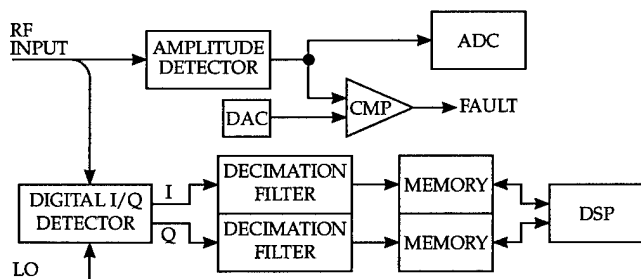 RF
INPUT
AMPLITUDE
DETECTOR
ADC
DAC
CMP
FAULT
DIGITAL I/Q
DETECTOR
I
Q
DECIMATION
FILTER
DECIMATION
FILTER
MEMORY
MEMORY
DSP
LO